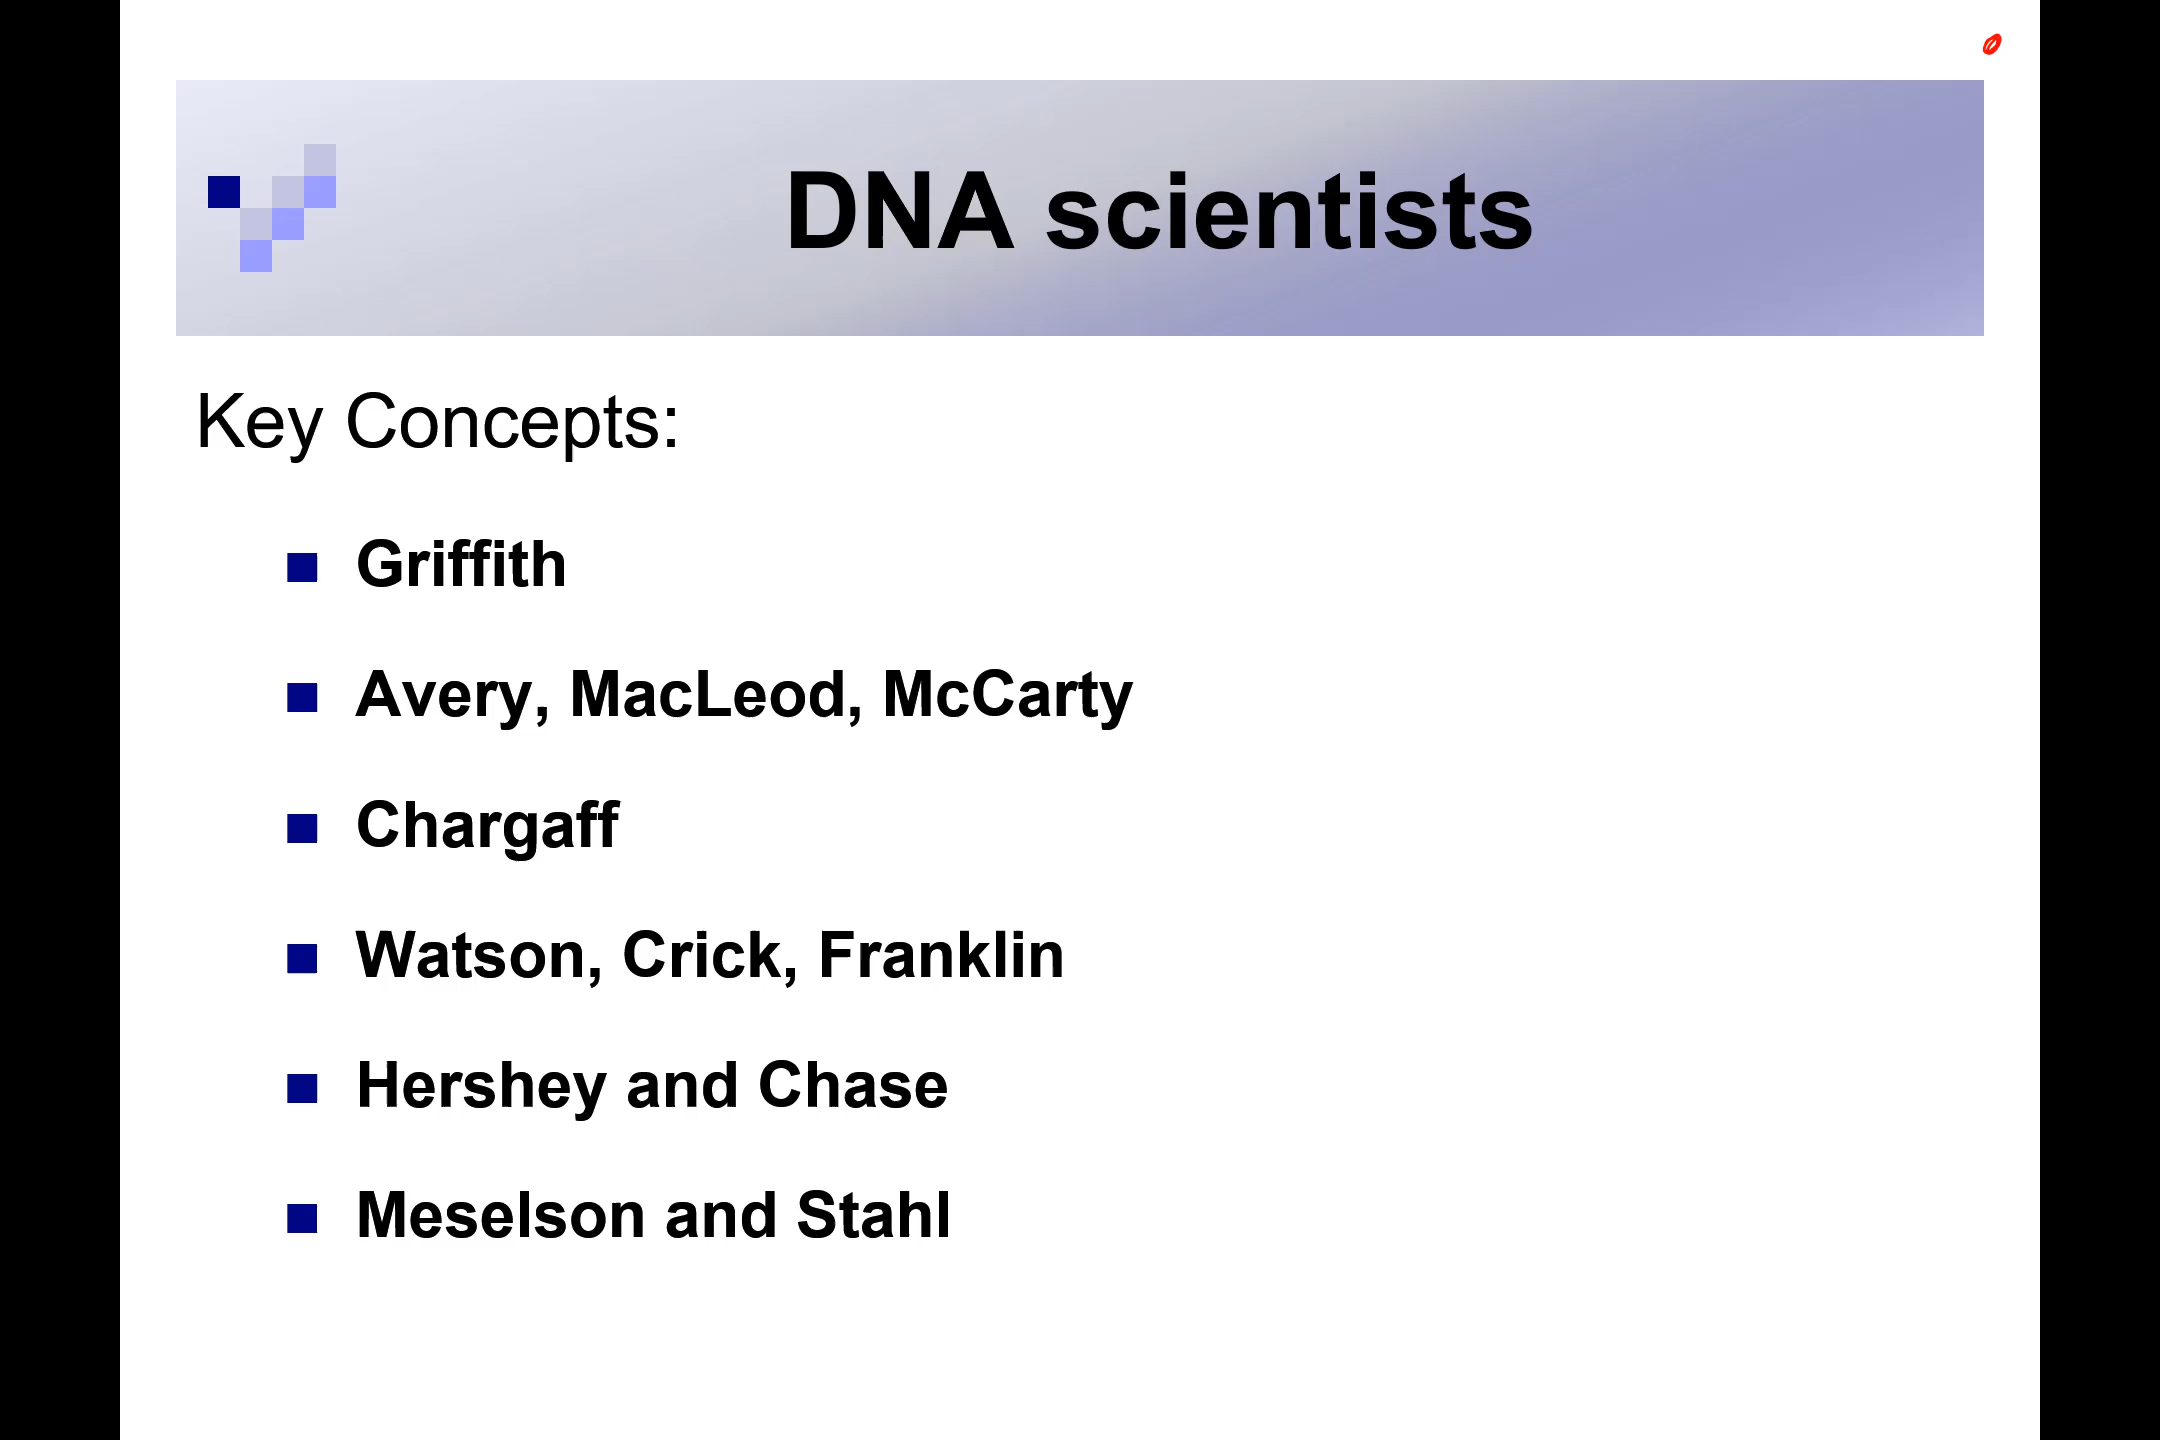 DNA scientists
Key Concepts:
Griffith
Avery, MacLeod, McCarty
Chargaff
Watson, Crick, Franklin
Hershey and Chase
Meselson and Stahl